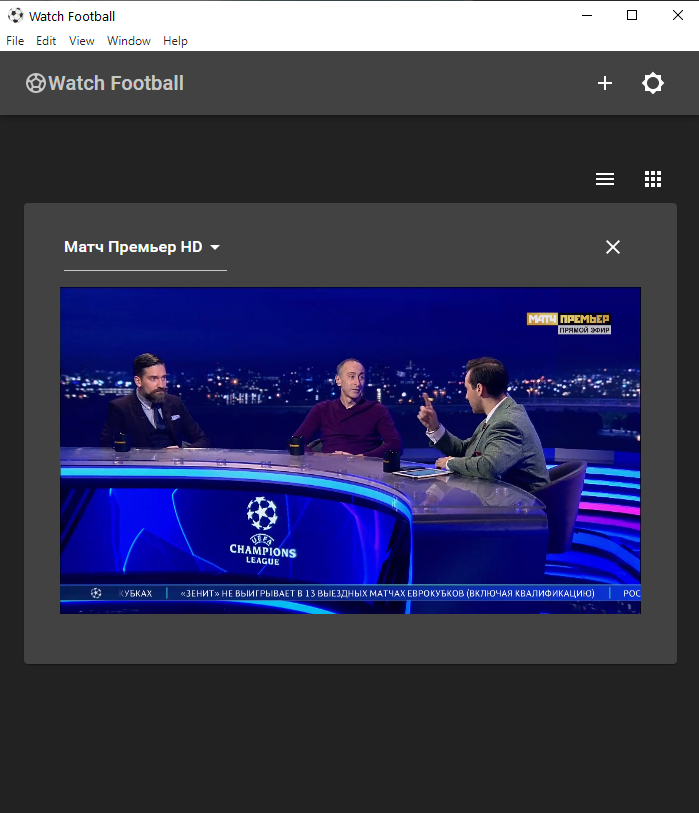 Watch Football
File Edit View Window Help
Watch Football
Матч Премьер HD
МАТЧ ПРЕМЬЕР
ПРЯМОЙ ЭФИР
UEFA
CHAMPIONS
LEAGUE
КУБКАХ | «ЗЕНИТ» НЕ ВЫИГРЫВАЕТ В 13 ВЫЕЗДНЫХ МАТЧАХ ЕВРОКУБКОВ (ВКЛЮЧАЯ КВАЛИФИКАЦИЮ) | РОС